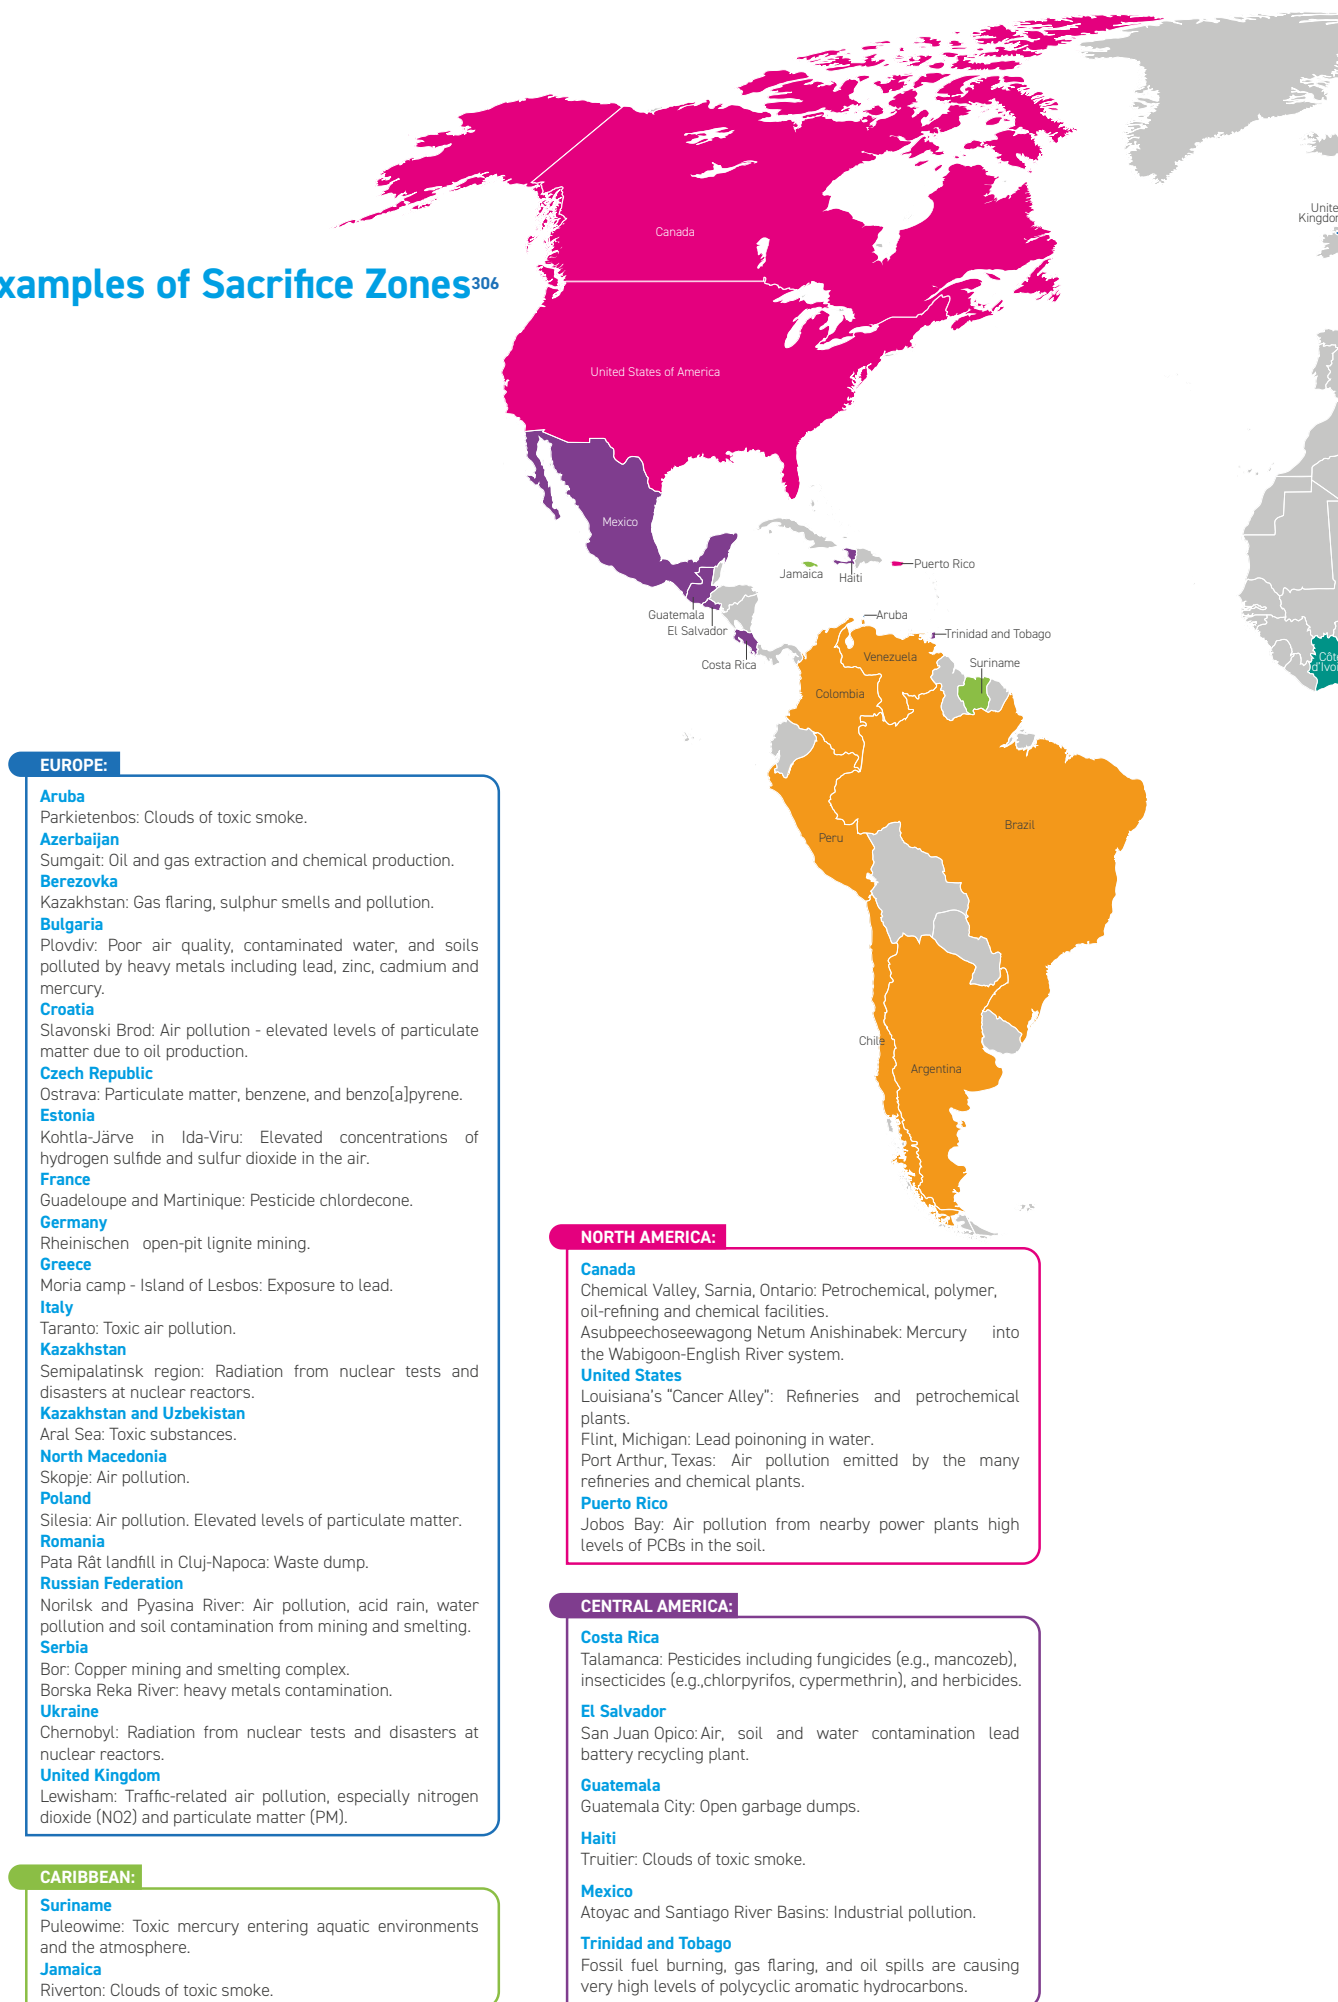 xamples of Sacrifice Zones306
Canada
United States of America
Mexico
Guatemala
El Salvador
Costa Rica
Jamaica
Haiti
Puerto Rico
Aruba
Trinidad and Tobago
Venezuela
Suriname
Colombia
Brazil
Peru
Chile
Argentina
Unite
Kingdor
Côt
d'Ivo
EUROPE:
Aruba
Parkietenbos: Clouds of toxic smoke.
Azerbaijan
Sumgait: Oil and gas extraction and chemical production.
Berezovka
Kazakhstan: Gas flaring, sulphur smells and pollution.
Bulgaria
Plovdiv: Poor air quality, contaminated water, and soils
polluted by heavy metals including lead, zinc, cadmium and
mercury.
Croatia
Slavonski Brod: Air pollution - elevated levels of particulate
matter due to oil production.
Czech Republic
Ostrava: Particulate matter, benzene, and benzo[a]pyrene.
Estonia
Kohtla-Järve in Ida-Viru: Elevated concentrations of
hydrogen sulfide and sulfur dioxide in the air.
France
Guadeloupe and Martinique: Pesticide chlordecone.
Germany
Rheinischen open-pit lignite mining.
Greece
Moria camp - Island of Lesbos: Exposure to lead.
Italy
Taranto: Toxic air pollution.
Kazakhstan
Semipalatinsk region: Radiation from nuclear tests and
disasters at nuclear reactors.
Kazakhstan and Uzbekistan
Aral Sea: Toxic substances.
North Macedonia
Skopje: Air pollution.
Poland
Silesia: Air pollution. Elevated levels of particulate matter.
Romania
Pata Rât landfill in Cluj-Napoca: Waste dump.
Russian Federation
Norilsk and Pyasina River: Air pollution, acid rain, water
pollution and soil contamination from mining and smelting.
Serbia
Bor: Copper mining and smelting complex.
Borska Reka River: heavy metals contamination.
Ukraine
Chernobyl: Radiation from nuclear tests and disasters at
nuclear reactors.
United Kingdom
Lewisham: Traffic-related air pollution, especially nitrogen
dioxide (NO2) and particulate matter (PM).
CARIBBEAN:
Suriname
Puleowime: Toxic mercury entering aquatic environments
and the atmosphere.
Jamaica
Riverton: Clouds of toxic smoke.
NORTH AMERICA:
Canada
Chemical Valley, Sarnia, Ontario: Petrochemical, polymer,
oil-refining and chemical facilities.
Asubpeechoseewagong Netum Anishinabek: Mercury into
the Wabigoon-English River system.
United States
Louisiana's "Cancer Alley": Refineries and petrochemical
plants.
Flint, Michigan: Lead poinoning in water.
Port Arthur, Texas: Air pollution emitted by the many
refineries and chemical plants.
Puerto Rico
Jobos Bay: Air pollution from nearby power plants high
levels of PCBs in the soil.
CENTRAL AMERICA:
Costa Rica
Talamanca: Pesticides including fungicides (e.g., mancozeb),
insecticides (e.g.,chlorpyrifos, cypermethrin), and herbicides.
El Salvador
San Juan Opico: Air, soil and water contamination lead
battery recycling plant.
Guatemala
Guatemala City: Open garbage dumps.
Haiti
Truitier: Clouds of toxic smoke.
Mexico
Atoyac and Santiago River Basins: Industrial pollution.
Trinidad and Tobago
Fossil fuel burning, gas flaring, and oil spills are causing
very high levels of polycyclic aromatic hydrocarbons.